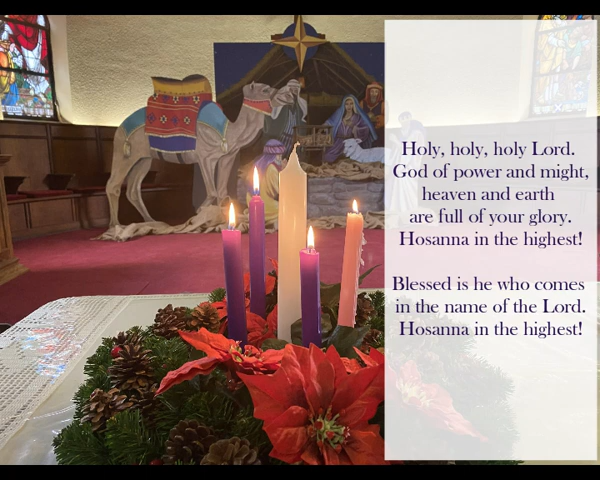 Holy, holy, holy Lord.
God of power and might,
heaven and earth
are full of your glory.
Hosanna in the highest!
Blessed is he who comes
in the name of the Lord.
Hosanna in the highest!